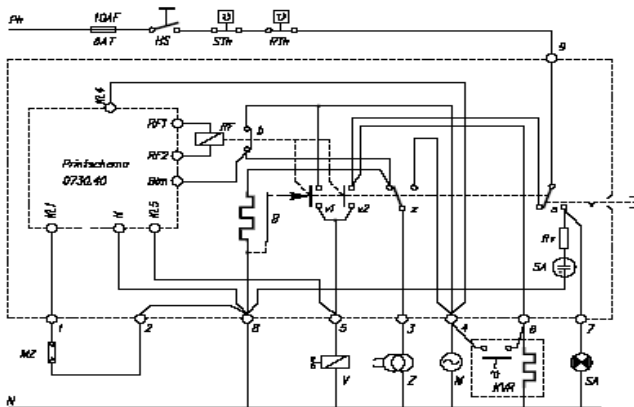 Ph
10AF
6AT
HS
STh
RTh
9
KL4
RF1
RF
b
RF2
Printschema
0730.40
Bem
KL1
N
KL5
B
v1
v2
z
a
Rv
SA
1
2
8
5
3
4
6
7
MZ
V
Z
M
KVR
SA
N